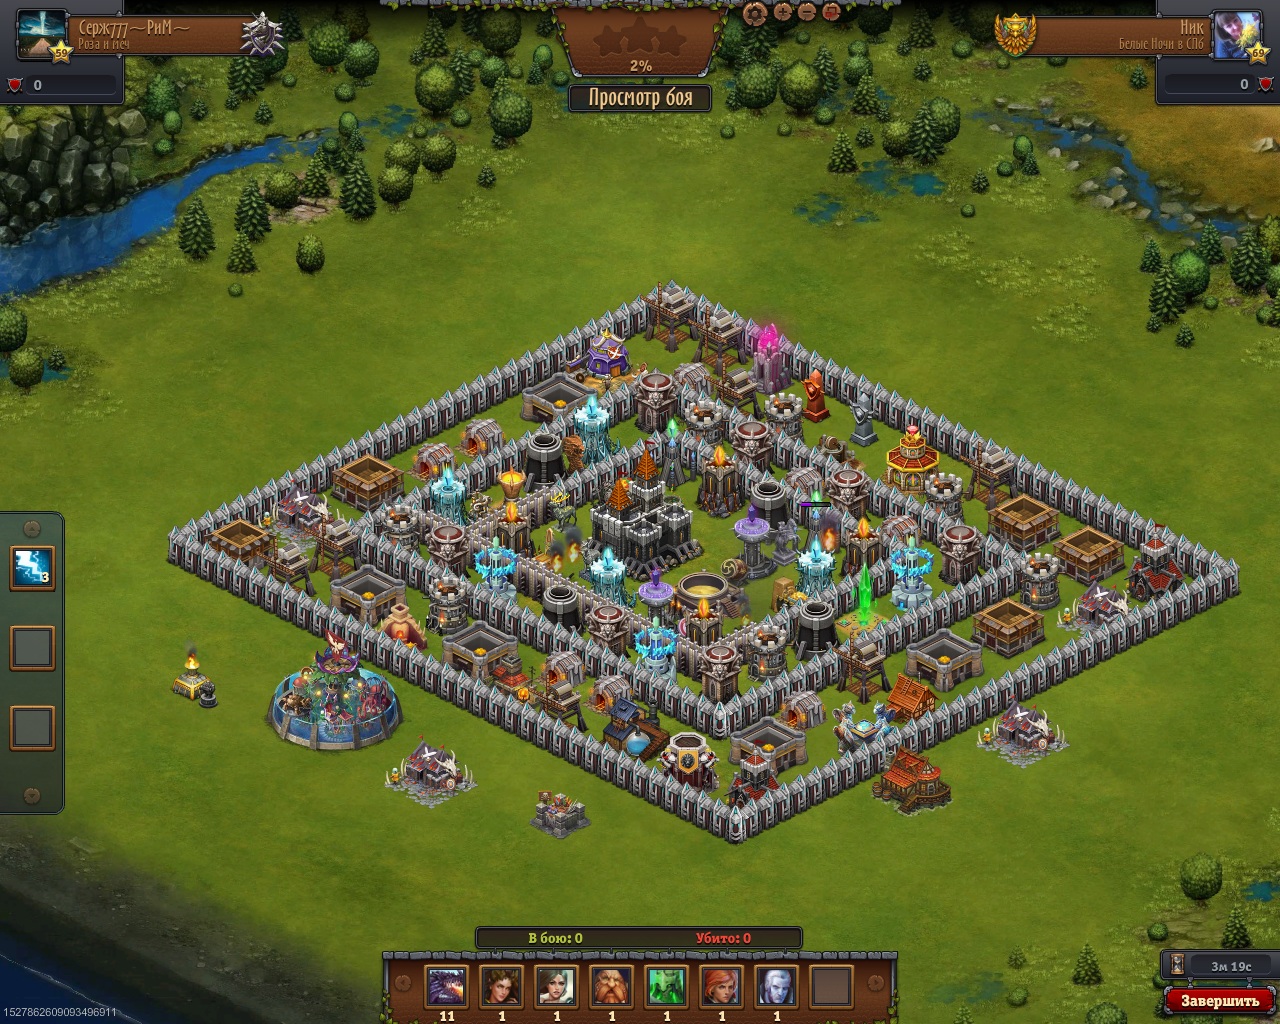 Серж777~РиМ~
Роза и меч
59
0
2%
Просмотр боя
Ник
Белые Ночи в СПб
69
0
3
В бою: 0
Убито: 0
11
1
1
1
1
1
1
3м 19с
Завершить
1527862609093496911